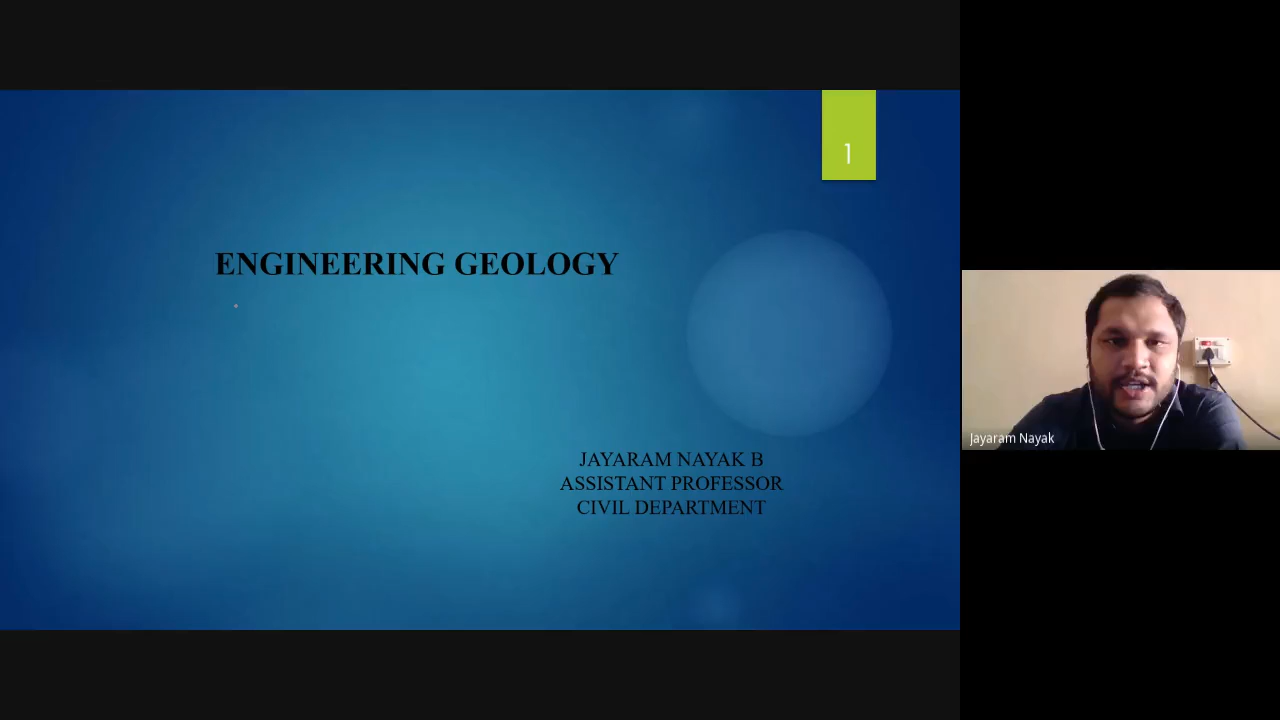 1
ENGINEERING GEOLOGY
JAYARAM NAYAK B
ASSISTANT PROFESSOR
CIVIL DEPARTMENT
Jayaram Nayak